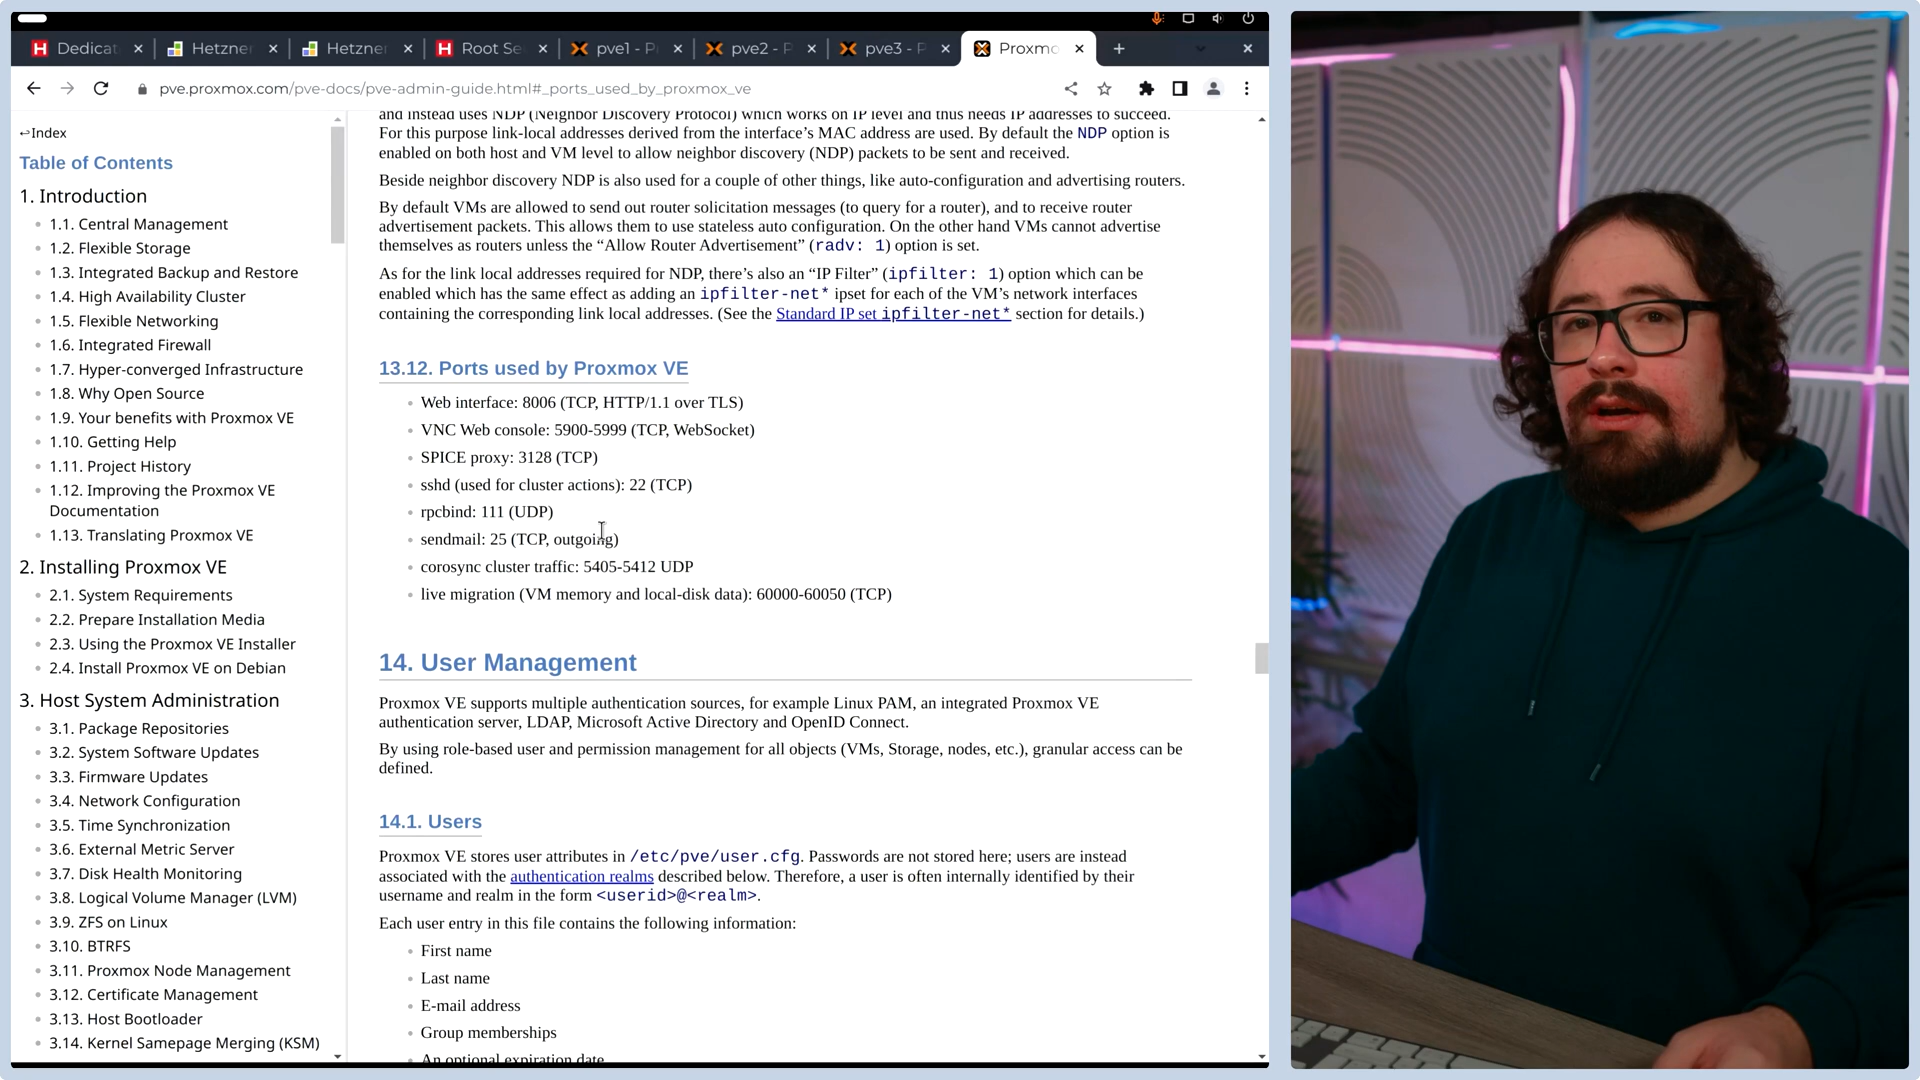 Dedicat
Hetzner
Hetzner
Root Se
pve1 - P
pve2 - P
pve3 - P
Proxmo
pve.proxmox.com/pve-docs/pve-admin-guide.html#_ports_used_by_proxmox_ve
Index
Table of Contents
1. Introduction
1.1. Central Management
1.2. Flexible Storage
1.3. Integrated Backup and Restore
1.4. High Availability Cluster
1.5. Flexible Networking
1.6. Integrated Firewall
1.7. Hyper-converged Infrastructure
1.8. Why Open Source
1.9. Your benefits with Proxmox VE
1.10. Getting Help
1.11. Project History
1.12. Improving the Proxmox VE
Documentation
1.13. Translating Proxmox VE
2. Installing Proxmox VE
2.1. System Requirements
2.2. Prepare Installation Media
2.3. Using the Proxmox VE Installer
2.4. Install Proxmox VE on Debian
3. Host System Administration
3.1. Package Repositories
3.2. System Software Updates
3.3. Firmware Updates
3.4. Network Configuration
3.5. Time Synchronization
3.6. External Metric Server
3.7. Disk Health Monitoring
3.8. Logical Volume Manager (LVM)
3.9. ZFS on Linux
3.10. BTRFS
3.11. Proxmox Node Management
3.12. Certificate Management
3.13. Host Bootloader
3.14. Kernel Samepage Merging (KSM)
and instead uses NDP (Neighbor Discovery Protocol) which works on IP level and thus needs IP addresses to succeed.
For this purpose link-local addresses derived from the interface’s MAC address are used. By default the NDP option is
enabled on both host and VM level to allow neighbor discovery (NDP) packets to be sent and received.
Beside neighbor discovery NDP is also used for a couple of other things, like auto-configuration and advertising routers.
By default VMs are allowed to send out router solicitation messages (to query for a router), and to receive router
advertisement packets. This allows them to use stateless auto configuration. On the other hand VMs cannot advertise
themselves as routers unless the “Allow Router Advertisement” (radv: 1) option is set.
As for the link local addresses required for NDP, there’s also an “IP Filter” (ipfilter: 1) option which can be
enabled which has the same effect as adding an ipfilter-net* ipset for each of the VM’s network interfaces
containing the corresponding link local addresses. (See the Standard IP set ipfilter-net* section for details.)
13.12. Ports used by Proxmox VE
Web interface: 8006 (TCP, HTTP/1.1 over TLS)
VNC Web console: 5900-5999 (TCP, WebSocket)
SPICE proxy: 3128 (TCP)
sshd (used for cluster actions): 22 (TCP)
rpcbind: 111 (UDP)
sendmail: 25 (TCP, outgoing)
corosync cluster traffic: 5405-5412 UDP
live migration (VM memory and local-disk data): 60000-60050 (TCP)
14. User Management
Proxmox VE supports multiple authentication sources, for example Linux PAM, an integrated Proxmox VE
authentication server, LDAP, Microsoft Active Directory and OpenID Connect.
By using role-based user and permission management for all objects (VMs, Storage, nodes, etc.), granular access can be
defined.
14.1. Users
Proxmox VE stores user attributes in /etc/pve/user.cfg. Passwords are not stored here; users are instead
associated with the authentication realms described below. Therefore, a user is often internally identified by their
username and realm in the form <userid>@<realm>.
Each user entry in this file contains the following information:
First name
Last name
E-mail address
Group memberships
An optional expiration date